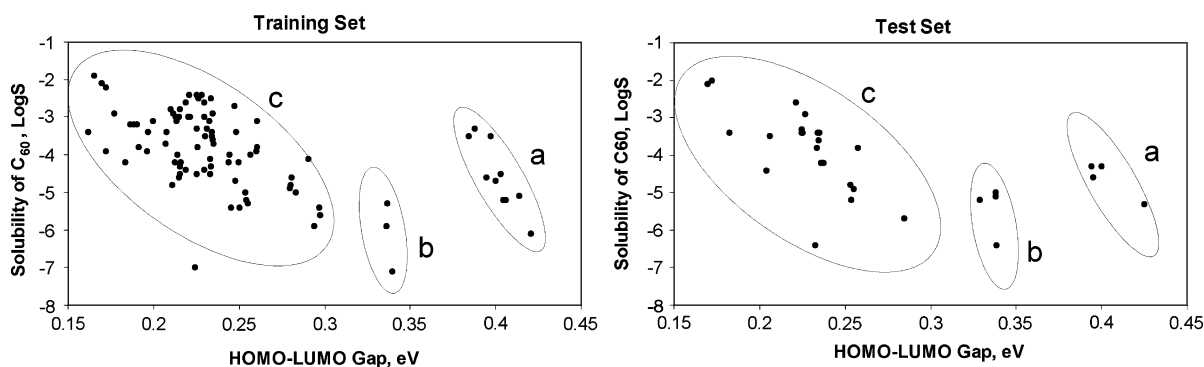 Training Set
Solubility of C60, LogS
-1
-2
-3
-4
-5
-6
-7
-8
c
a
b
0.15 0.2 0.25 0.3 0.35 0.4 0.45
HOMO-LUMO Gap, eV
Test Set
Solubility of C60, LogS
-1
-2
-3
-4
-5
-6
-7
-8
c
a
b
0.15 0.2 0.25 0.3 0.35 0.4 0.45
HOMO-LUMO Gap, eV